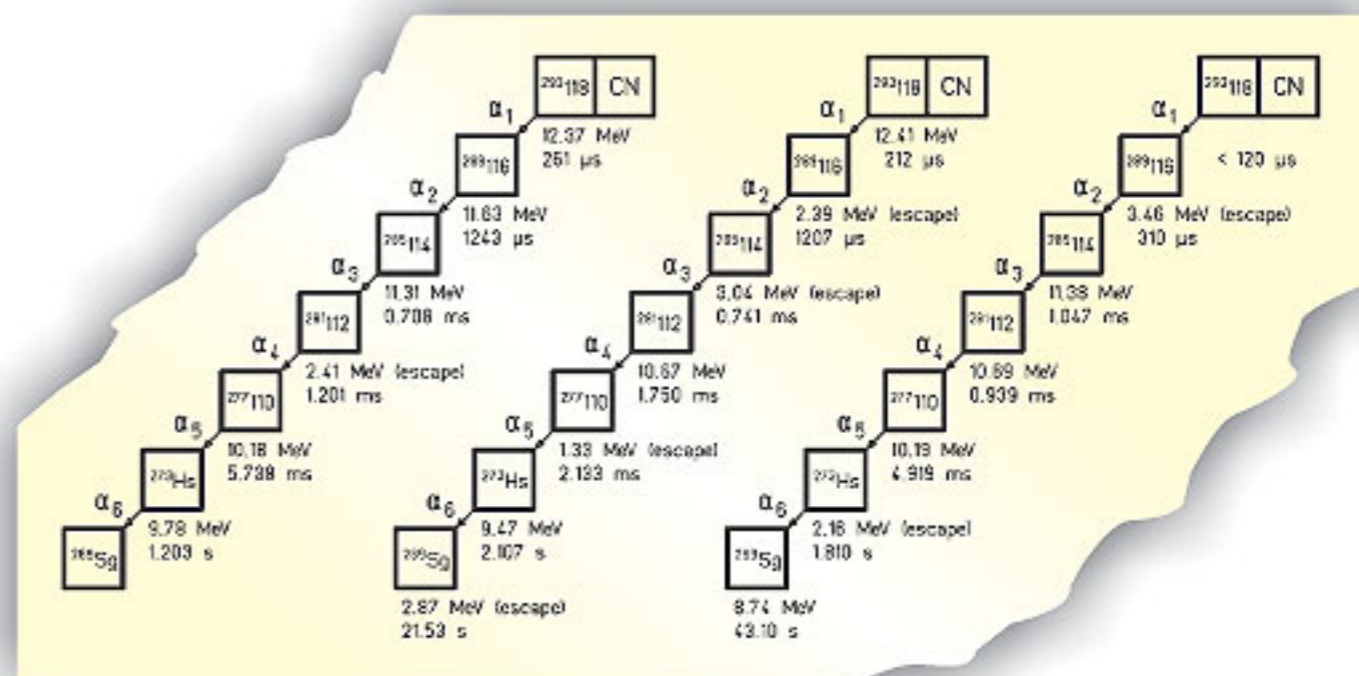 ²⁹³118 CN
α₁
12.37 MeV
261 µs
²⁸⁹116
α₂
11.63 MeV
1243 µs
²⁸⁵114
α₃
11.31 MeV
0.708 ms
²⁸¹112
α₄
2.41 MeV (escape)
1.201 ms
²⁷⁷110
α₅
10.18 MeV
5.738 ms
²⁷³Hs
α₆
9.78 MeV
1.203 s
²⁶⁹Sg
²⁹³118 CN
α₁
12.41 MeV
212 µs
²⁸⁹116
α₂
2.39 MeV (escape)
1207 µs
²⁸⁵114
α₃
3.04 MeV (escape)
0.741 ms
²⁸¹112
α₄
10.67 MeV
1.750 ms
²⁷⁷110
α₅
1.33 MeV (escape)
2.133 ms
²⁷³Hs
α₆
9.47 MeV
2.107 s
²⁶⁹Sg
2.87 MeV (escape)
21.53 s
²⁹³118 CN
α₁
< 120 µs
²⁸⁹116
α₂
3.46 MeV (escape)
310 µs
²⁸⁵114
α₃
11.38 MeV
1.047 ms
²⁸¹112
α₄
10.69 MeV
0.939 ms
²⁷⁷110
α₅
10.19 MeV
4.919 ms
²⁷³Hs
α₆
2.16 MeV (escape)
1.810 s
²⁶⁹Sg
8.74 MeV
43.10 s